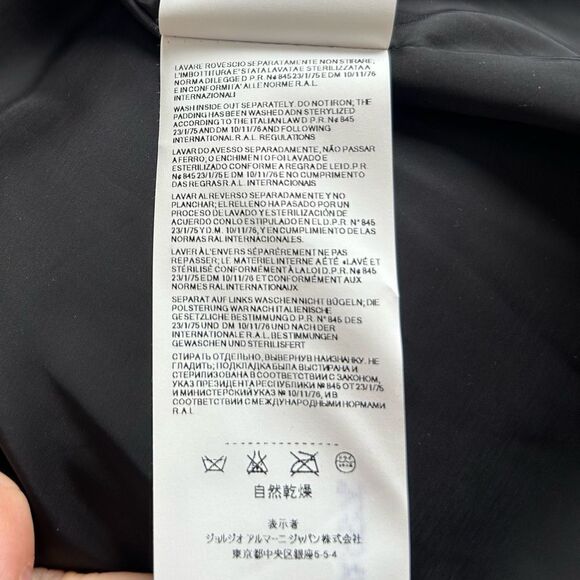 LAVARE ROVESCIO SEPARATAMENTE NON STIRARE;
L'IMBOTTITURA E' STATA LAVATA E STERILIZZATA A
NORMA DI LEGGE D.P.R. N⁰ 845 23/1/75 E DM 10/11/76
E IN CONFORMITA' ALLE NORME R.A.L.
INTERNAZIONALI
WASH INSIDE OUT SEPARATELY. DO NOT IRON; THE
PADDING HAS BEEN WASHED ADN STERYLIZED
ACCORDING TO THE ITALIAN LAW D.P.R. N⁰ 845
23/1/75 AND DM 10/11/76 AND FOLLOWING
INTERNATIONAL R.A.L. REGULATIONS
LAVAR DO AVESSO SEPARADAMENTE, NÃO PASSAR
A FERRO; O ENCHIMENTO FOI LAVADO E
ESTERILIZADO CONFORME A REGRA DE LEI D.P.R.
N⁰ 845 23/1/75 E DM 10/11/76 E NO CUMPRIMENTO
DAS REGRAS R.A.L. INTERNACIONAIS
LAVAR AL REVERSO SEPARADAMENTE Y NO
PLANCHAR; EL RELLENO HA PASADO POR UN
PROCESO DE LAVADO Y ESTERILIZACIÓN DE
ACUERDO CON LO ESTIPULADO EN EL D.P.R. N° 845
23/1/75 Y D.M. 10/11/76, Y EN CUMPLIMIENTO DE LAS
NORMAS RAL INTERNACIONALES.
LAVER À L'ENVERS SÉPARÉREMENT NE PAS
REPASSER; LE MATERIEL INTERNE A ÉTÉ «LAVÉ ET
STÉRILISÉ CONFORMÉMENT À LA LOI D.P.R. N⁰ 845
23/1/75 E DM 10/11/76 ET CONFORMÉMENT AUX
NORMES RAL INTERNATIONAUX
SEPARAT AUF LINKS WASCHEN NICHT BÜGELN; DIE
POLSTERUNG WAR NACH ITALIENISCHE
GESETZLICHE BESTIMMUNG D.P.R. N° 845 DES
23/1/75 UND DM 10/11/76 UND NACH DER
INTERNATIONALE R.A.L. BESTIMMUNGEN
GEWASCHEN UND STERILISFERT
СТИРАТЬ ОТДЕЛЬНО, ВЫВЕРНУВ НАИЗНАНКУ. НЕ
ГЛАДИТЬ; ПОДКЛАДКА БЫЛА ВЫСТИРАНА И
СТЕРИЛИЗОВАНА В СООТВЕТСТВИИ С ЗАКОНОМ,
УКАЗ ПРЕЗИДЕНТА РЕСПУБЛИКИ № 845 ОТ 23/1/75
И МИНИСТЕРСКИЙ УКАЗ № 10/11/76, И В
СООТВЕТСТВИИ С МЕЖДУНАРОДНЫМИ НОРМАМИ
R.A.L
自然乾燥
表示者
ジョルジオ アルマーニ ジャパン株式会社
東京都中央区銀座5-5-4